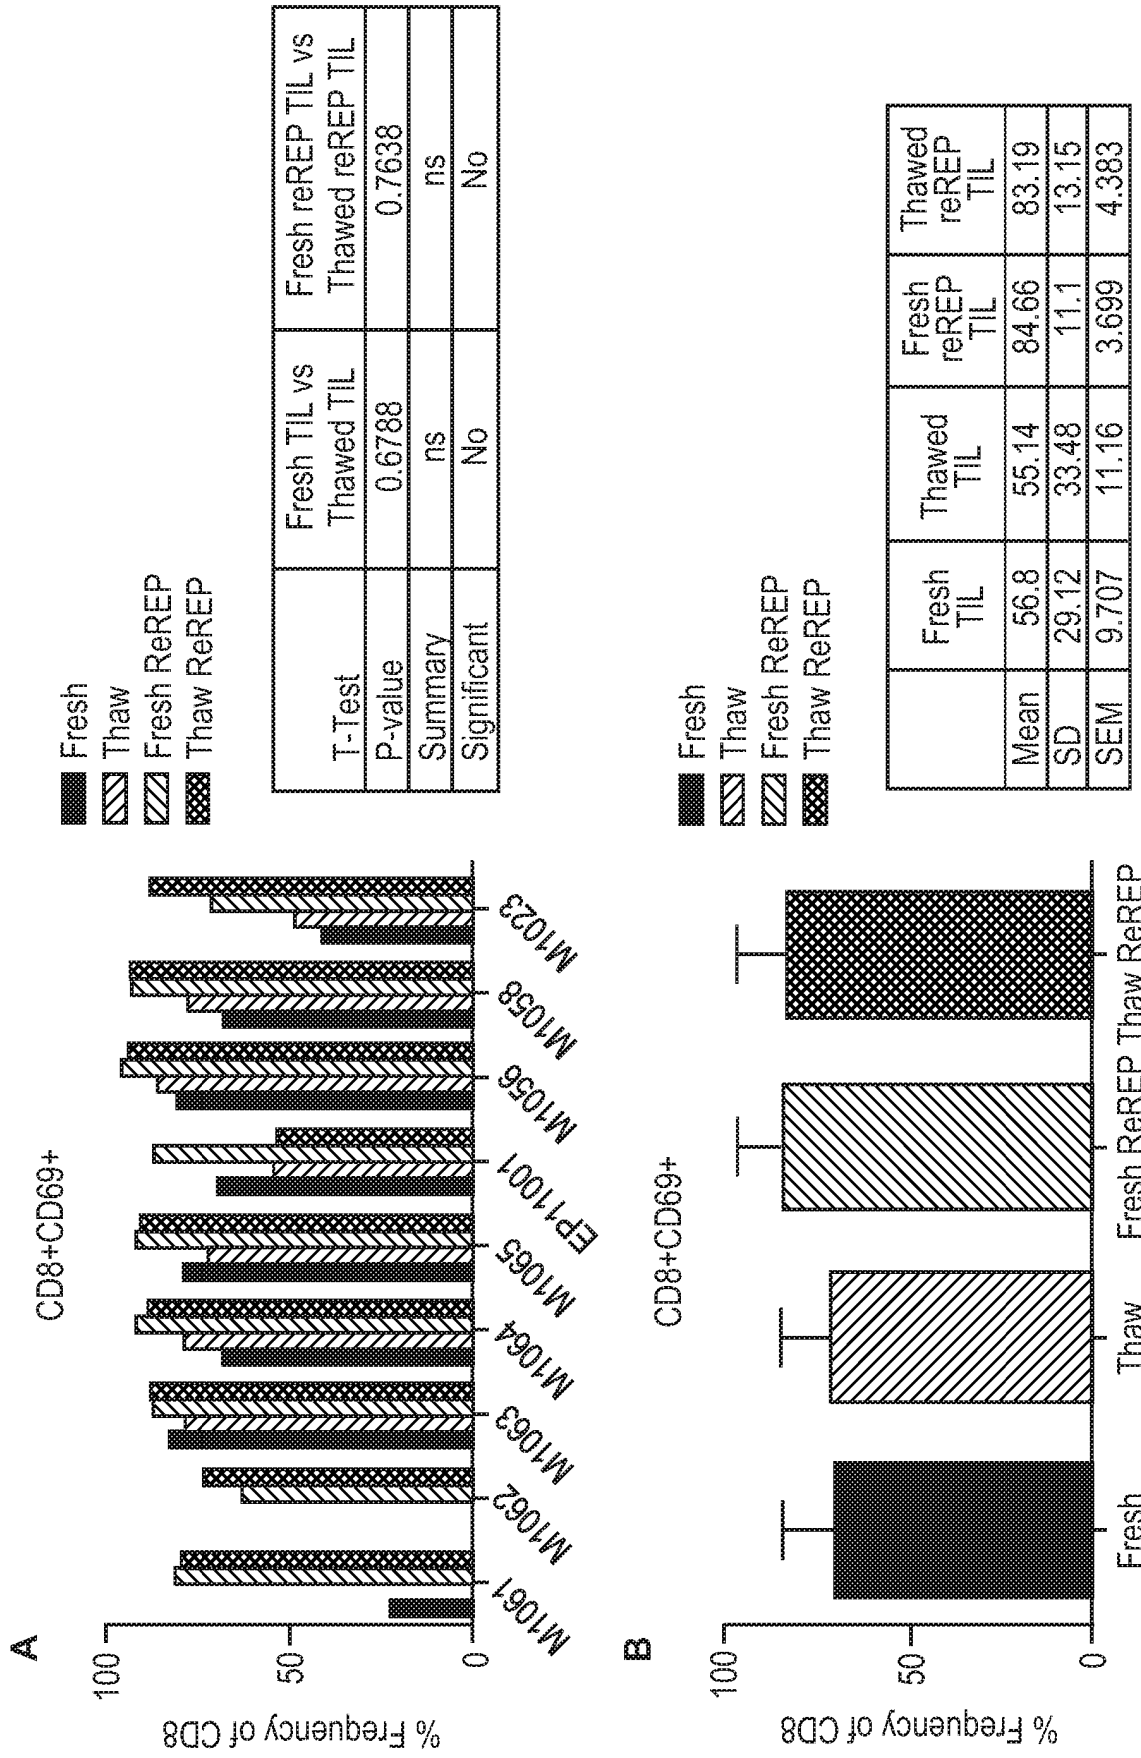 A
CD8+CD69+
% Frequency of CD8
100
50
0
M1061
M1062
M1063
M1064
M1065
EP11001
M1056
M1058
M1023
Fresh
Thaw
Fresh ReREP
Thaw ReREP
T-Test Fresh TIL vs Thawed TIL Fresh reREP TIL vs Thawed reREP TIL
P-value 0.6788 0.7638
Summary ns ns
Significant No No
B
CD8+CD69+
% Frequency of CD8
100
50
0
Fresh Thaw Fresh ReREP Thaw ReREP
Fresh
Thaw
Fresh ReREP
Thaw ReREP
Fresh TIL Thawed TIL Fresh reREP TIL Thawed reREP TIL
Mean 56.8 55.14 84.66 83.19
SD 29.12 33.48 11.1 13.15
SEM 9.707 11.16 3.699 4.383